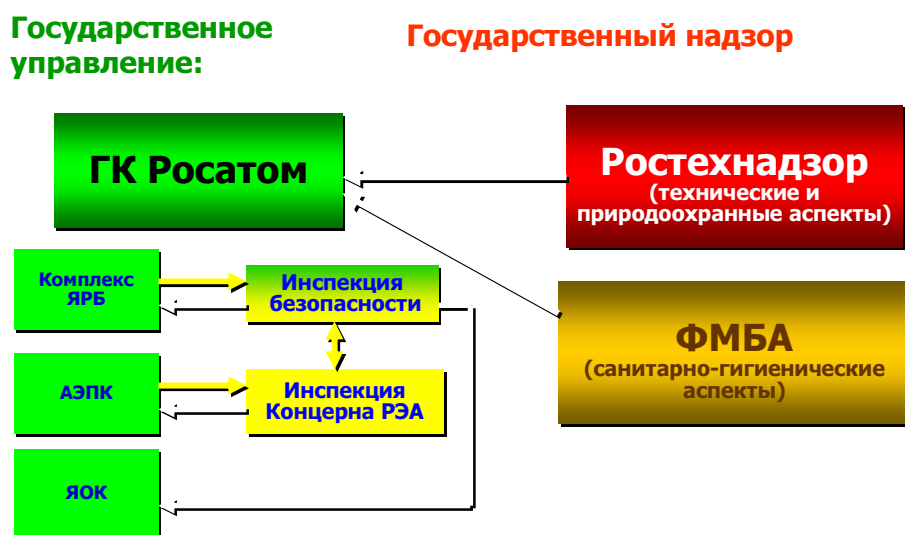 Государственное
управление:
Государственный надзор
ГК Росатом
Ростехнадзор
(технические и
природоохранные аспекты)
Комплекс
ЯРБ
Инспекция
безопасности
ФМБА
(санитарно-гигиенические
аспекты)
АЭПК
Инспекция
Концерна РЭА
ЯОК